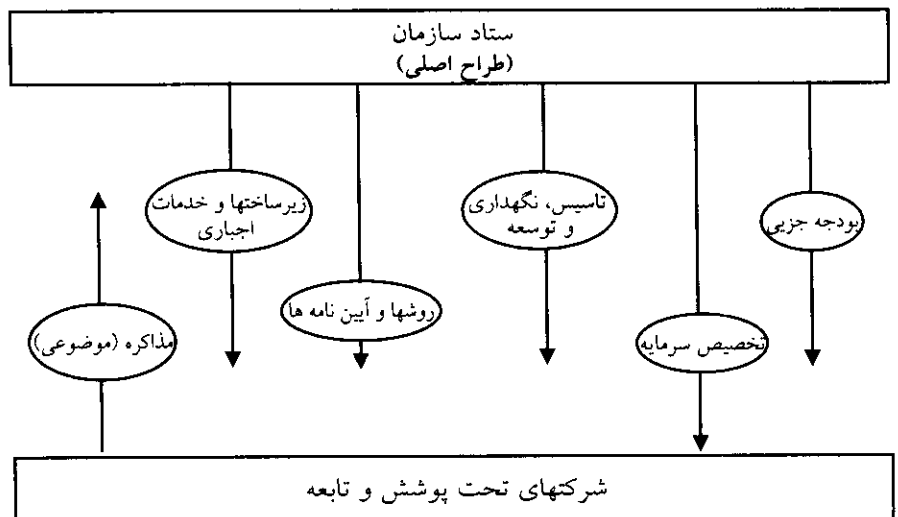 ستاد سازمان
(طراح اصلی)
بودجه جزیی
تخصیص سرمایه
تاسیس، نگهداری
و توسعه
روشها و آیین نامه ها
زیرساختها و خدمات
اجباری
مذاکره (موضوعی)
شرکتهای تحت پوشش و تابعه